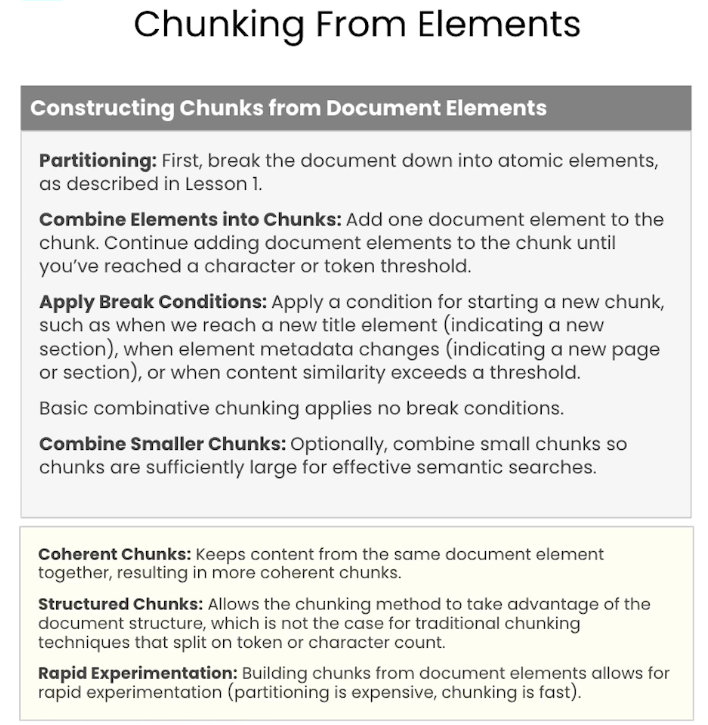 Chunking From Elements
Constructing Chunks from Document Elements
Partitioning: First, break the document down into atomic elements,
as described in Lesson 1.
Combine Elements into Chunks: Add one document element to the
chunk. Continue adding document elements to the chunk until
you've reached a character or token threshold.
Apply Break Conditions: Apply a condition for starting a new chunk,
such as when we reach a new title element (indicating a new
section), when element metadata changes (indicating a new page
or section), or when content similarity exceeds a threshold.
Basic combinative chunking applies no break conditions.
Combine Smaller Chunks: Optionally, combine small chunks so
chunks are sufficiently large for effective semantic searches.
Coherent Chunks: Keeps content from the same document element
together, resulting in more coherent chunks.
Structured Chunks: Allows the chunking method to take advantage of the
document structure, which is not the case for traditional chunking
techniques that split on token or character count.
Rapid Experimentation: Building chunks from document elements allows for
rapid experimentation (partitioning is expensive, chunking is fast).